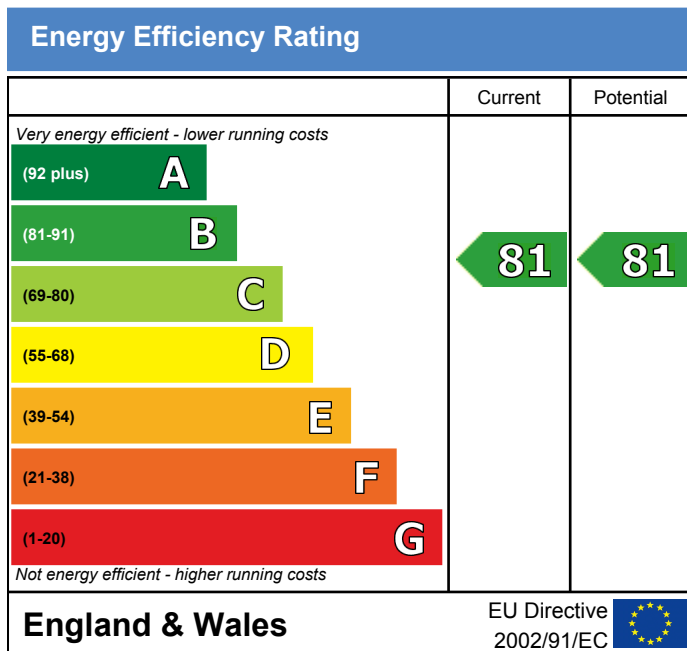 Energy Efficiency Rating
Current Potential
Very energy efficient - lower running costs
(92 plus) A
(81-91) B
81 81
(69-80) C
(55-68) D
(39-54) E
(21-38) F
(1-20) G
Not energy efficient - higher running costs
England & Wales
EU Directive
2002/91/EC